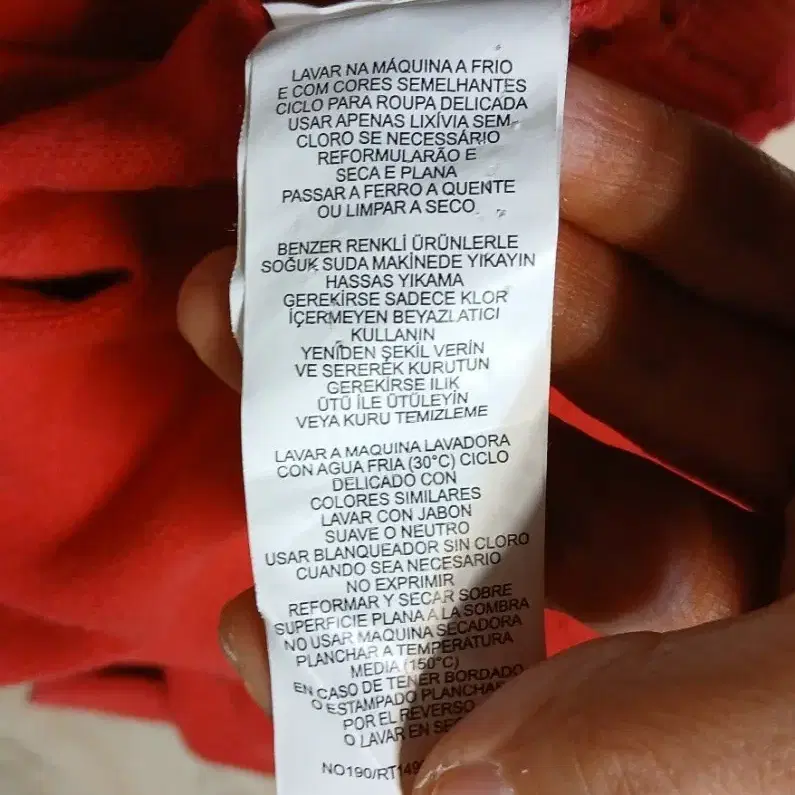 LAVAR NA MÁQUINA A FRIO
E COM CORES SEMELHANTES
CICLO PARA ROUPA DELICADA
USAR APENAS LIXÍVIA SEM
CLORO SE NECESSÁRIO
REFORMULARÃO E
SECA E PLANA
PASSAR A FERRO A QUENTE
OU LIMPAR A SECO
BENZER RENKLİ ÜRÜNLERLE
SOĞUK SUDA MAKİNEDE YIKAYIN
HASSAS YIKAMA
GEREKİRSE SADECE KLOR
İÇERMEYEN BEYAZLATICI
KULLANIN
YENİDEN ŞEKİL VERİN
VE SEREREK KURUTUN
GEREKİRSE ILIK
ÜTÜ İLE ÜTÜLEYİN
VEYA KURU TEMIZLEME
LAVAR A MAQUINA LAVADORA
CON AGUA FRIA (30°C) CICLO
DELICADO CON
COLORES SIMILARES
LAVAR CON JABON
SUAVE O NEUTRO
USAR BLANQUEADOR SIN CLORO
CUANDO SEA NECESARIO
NO EXPRIMIR
REFORMAR Y SECAR SOBRE
SUPERFICIE PLANA A LA SOMBRA
NO USAR MAQUINA SECADORA
PLANCHAR A TEMPERATURA
MEDIA (150°C)
EN CASO DE TENER BORDADO
O ESTAMPADO PLANCHAR
POR EL REVERSO
O LAVAR EN
NO190/RT149